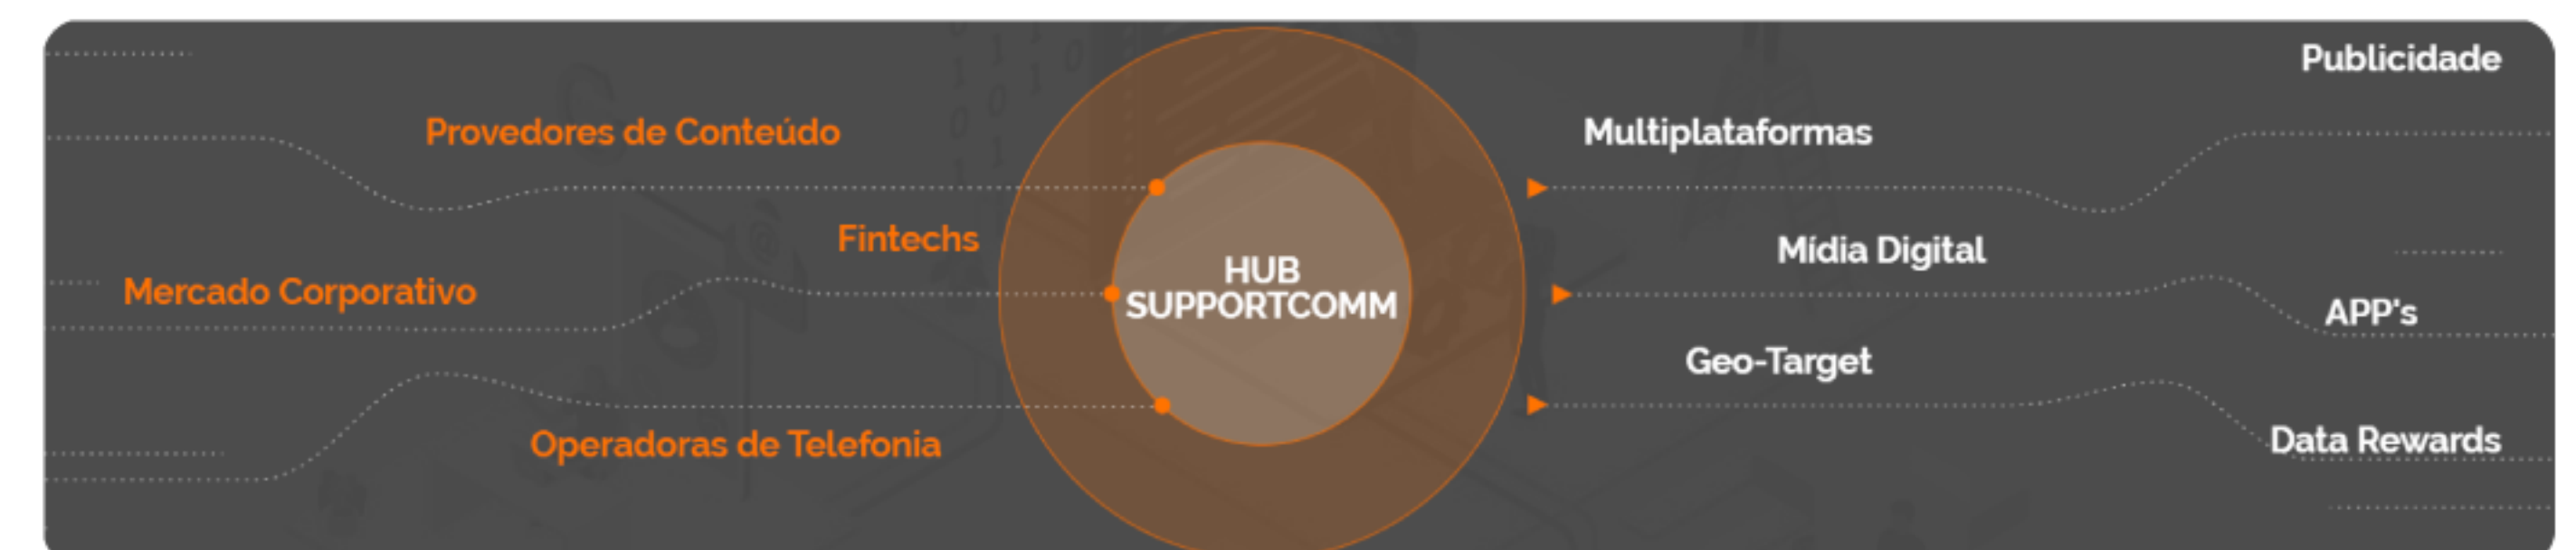 Publicidade
Provedores de Conteúdo
Multiplataformas
Fintechs
Mídia Digital
Mercado Corporativo
HUB
SUPPORTCOMM
APP's
Geo-Target
Operadoras de Telefonia
Data Rewards